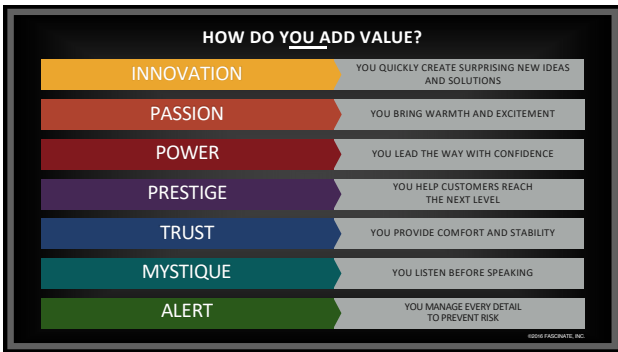 HOW DO YOU ADD VALUE?
INNOVATION
YOU QUICKLY CREATE SURPRISING NEW IDEAS
AND SOLUTIONS
PASSION
YOU BRING WARMTH AND EXCITEMENT
POWER
YOU LEAD THE WAY WITH CONFIDENCE
PRESTIGE
YOU HELP CUSTOMERS REACH
THE NEXT LEVEL
TRUST
YOU PROVIDE COMFORT AND STABILITY
MYSTIQUE
YOU LISTEN BEFORE SPEAKING
ALERT
YOU MANAGE EVERY DETAIL
TO PREVENT RISK
©2016 FASCINATE, INC.